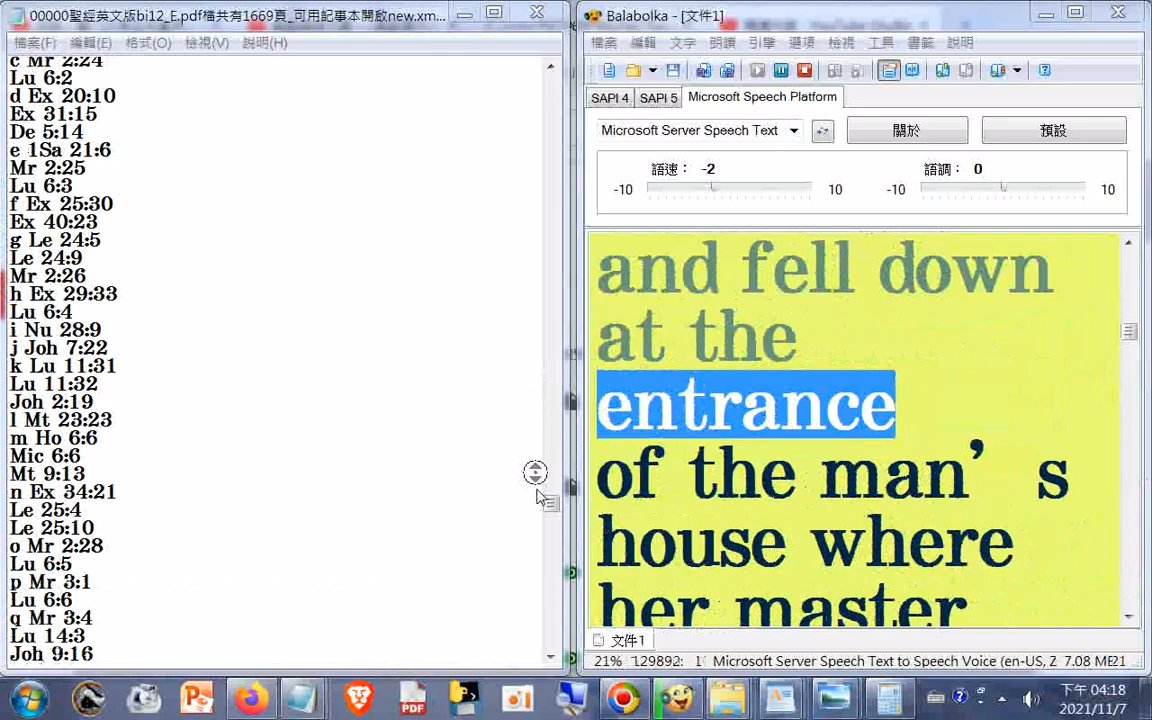 00000聖經英文版bi12_E.pdf檔共有1669頁_可用記事本開啟new.xm...
檔案(F) 編輯(E) 格式(O) 檢視(V) 說明(H)
c Mr 2:24
Lu 6:2
d Ex 20:10
Ex 31:15
De 5:14
e 1Sa 21:6
Mr 2:25
Lu 6:3
f Ex 25:30
Ex 40:23
g Le 24:5
Le 24:9
Mr 2:26
h Ex 29:33
Lu 6:4
i Nu 28:9
j Joh 7:22
k Lu 11:31
Lu 11:32
Joh 2:19
l Mt 23:23
m Ho 6:6
Mic 6:6
Mt 9:13
n Ex 34:21
Le 25:4
Le 25:10
o Mr 2:28
Lu 6:5
p Mr 3:1
Lu 6:6
q Mr 3:4
Lu 14:3
Joh 9:16
Balabolka - [文件1]
檔案 編輯 文字 朗讀 引擎 選項 檢視 工具 書籤 說明
SAPI 4 SAPI 5 Microsoft Speech Platform
Microsoft Server Speech Text 關於 預設
語速： -2 語調： 0
-10 10 -10 10
and fell down
at the
entrance
of the man’s
house where
her master
文件1
21% 129892: 1 Microsoft Server Speech Text to Speech Voice (en-US, Z 7.08 ME21
PDF
下午 04:18
2021/11/7